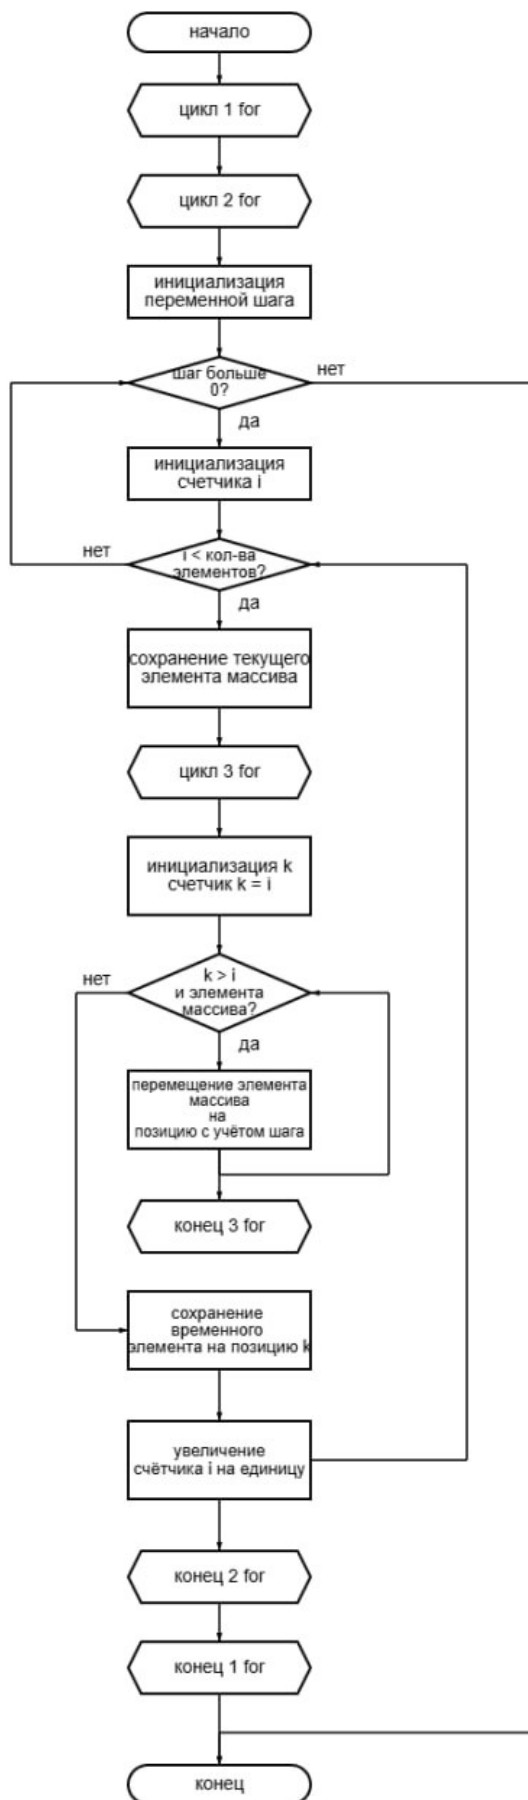 начало
цикл 1 for
цикл 2 for
инициализация
переменной шага
шаг больше
0?
нет
да
инициализация
счетчика i
i < кол-ва
элементов?
нет
да
сохранение текущего
элемента массива
цикл 3 for
инициализация k
счетчик k = i
k > i
и элемента
массива?
нет
да
перемещение элемента
массива
на
позицию с учётом шага
конец 3 for
сохранение
временного
элемента на позицию k
увеличение
счётчика i на единицу
конец 2 for
конец 1 for
конец